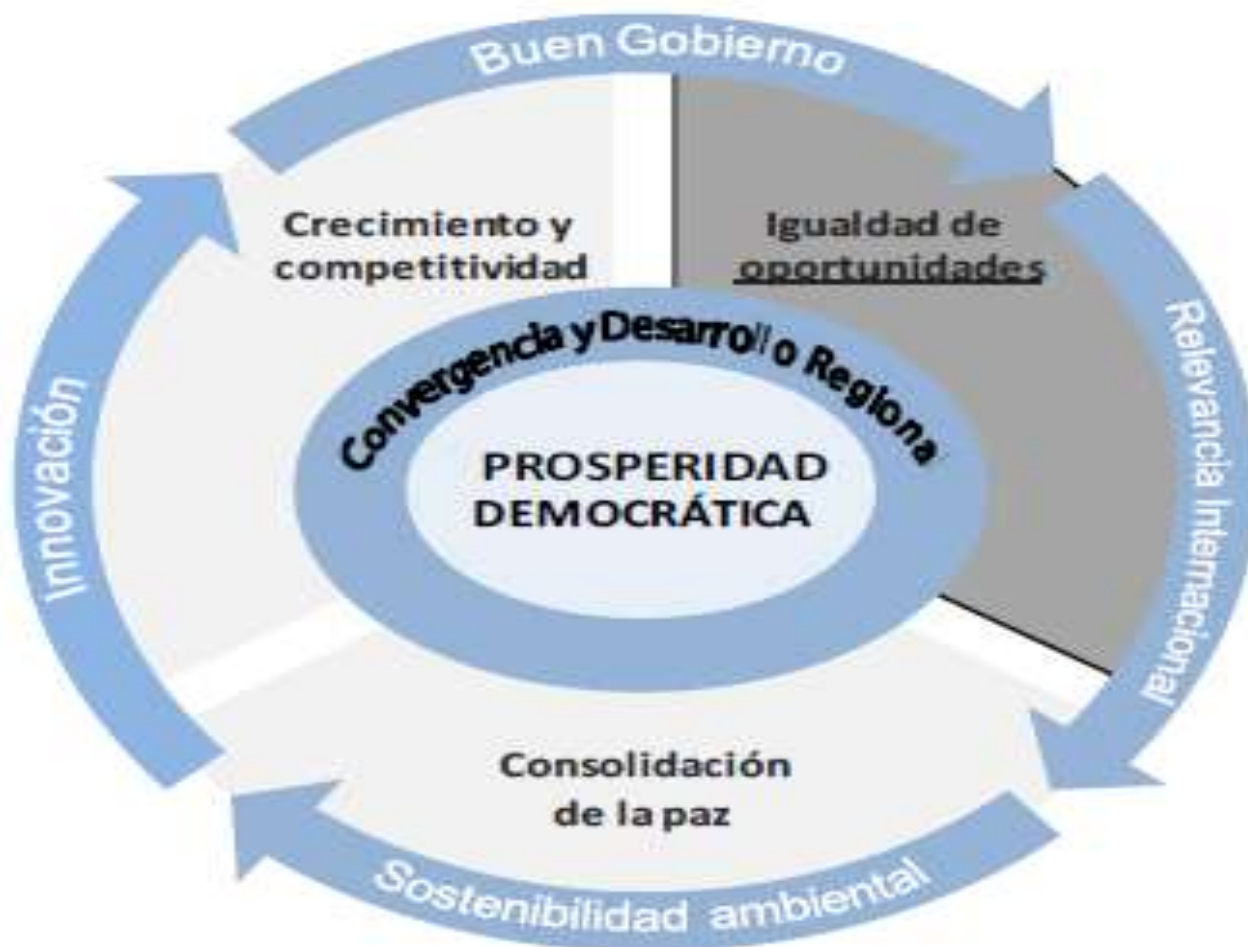 Buen Gobierno
Crecimiento y
competitividad
Igualdad de
oportunidades
Convergencia y Desarrollo Regiona
PROSPERIDAD
DEMOCRÁTICA
Innovación
Relevancia Internacional
Consolidación
de la paz
Sostenibilidad ambiental